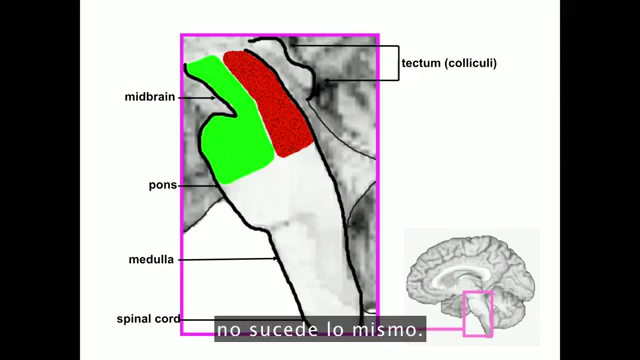 tectum (colliculi)
midbrain
pons
medulla
spinal cord
no sucede lo mismo.